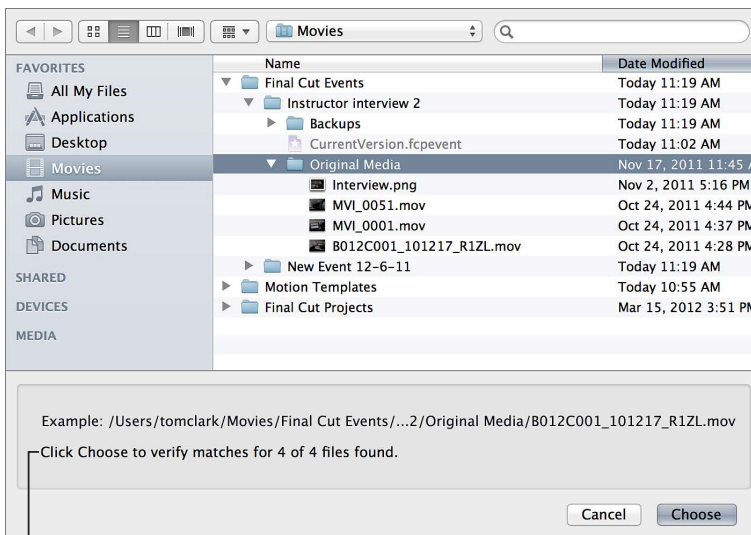 Movies
Name
Date Modified
FAVORITES
All My Files
Applications
Desktop
Movies
Music
Pictures
Documents
SHARED
DEVICES
MEDIA
Final Cut Events Today 11:19 AM
Instructor interview 2 Today 11:19 AM
Backups Today 11:19 AM
CurrentVersion.fcpevent Today 11:02 AM
Original Media Nov 17, 2011 11:45
Interview.png Nov 2, 2011 5:16 PM
MVI_0051.mov Oct 24, 2011 4:44 PM
MVI_0001.mov Oct 24, 2011 4:37 PM
B012C001_101217_R1ZL.mov Oct 24, 2011 4:28 PM
New Event 12-6-11 Today 11:19 AM
Motion Templates Today 10:55 AM
Final Cut Projects Mar 15, 2012 3:51 PM
Example: /Users/tomclark/Movies/Final Cut Events/...2/Original Media/B012C001_101217_R1ZL.mov
Click Choose to verify matches for 4 of 4 files found.
Cancel
Choose